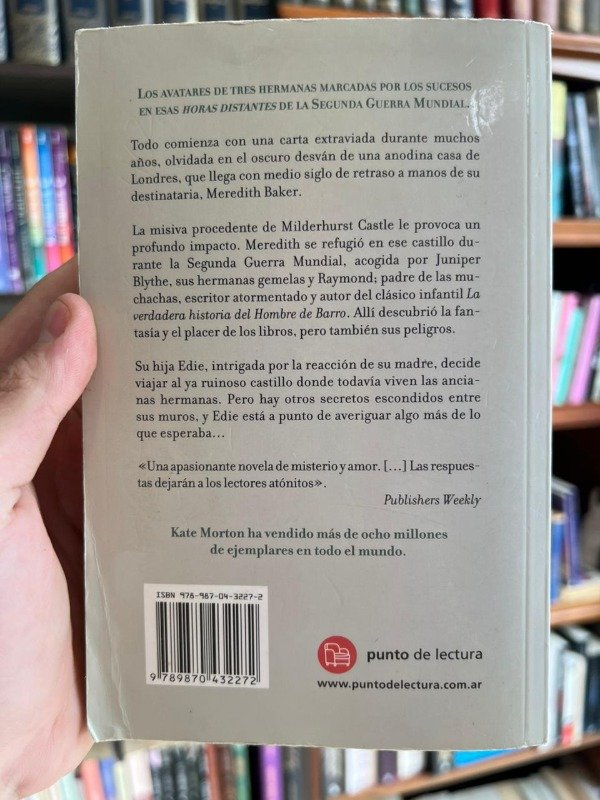 LOS AVATARES DE TRES HERMANAS MARCADAS POR LOS SUCESOS
EN ESAS HORAS DISTANTES DE LA SEGUNDA GUERRA MUNDIAL.
Todo comienza con una carta extraviada durante muchos
años, olvidada en el oscuro desván de una anodina casa de
Londres, que llega con medio siglo de retraso a manos de su
destinataria, Meredith Baker.
La misiva procedente de Milderhurst Castle le provoca un
profundo impacto. Meredith se refugió en ese castillo du-
rante la Segunda Guerra Mundial, acogida por Juniper
Blythe, sus hermanas gemelas y Raymond; padre de las mu-
chachas, escritor atormentado y autor del clásico infantil La
verdadera historia del Hombre de Barro. Allí descubrió la fan-
tasía y el placer de los libros, pero también sus peligros.
Su hija Edie, intrigada por la reacción de su madre, decide
viajar al ya ruinoso castillo donde todavía viven las ancia-
nas hermanas. Pero hay otros secretos escondidos entre
sus muros, y Edie está a punto de averiguar algo más de lo
que esperaba…
«Una apasionante novela de misterio y amor. […] Las respues-
tas dejarán a los lectores atónitos».
Publishers Weekly
Kate Morton ha vendido más de ocho millones
de ejemplares en todo el mundo.
ISBN 978-987-04-3227-2
9 789870 432272
punto de lectura
www.puntodelectura.com.ar